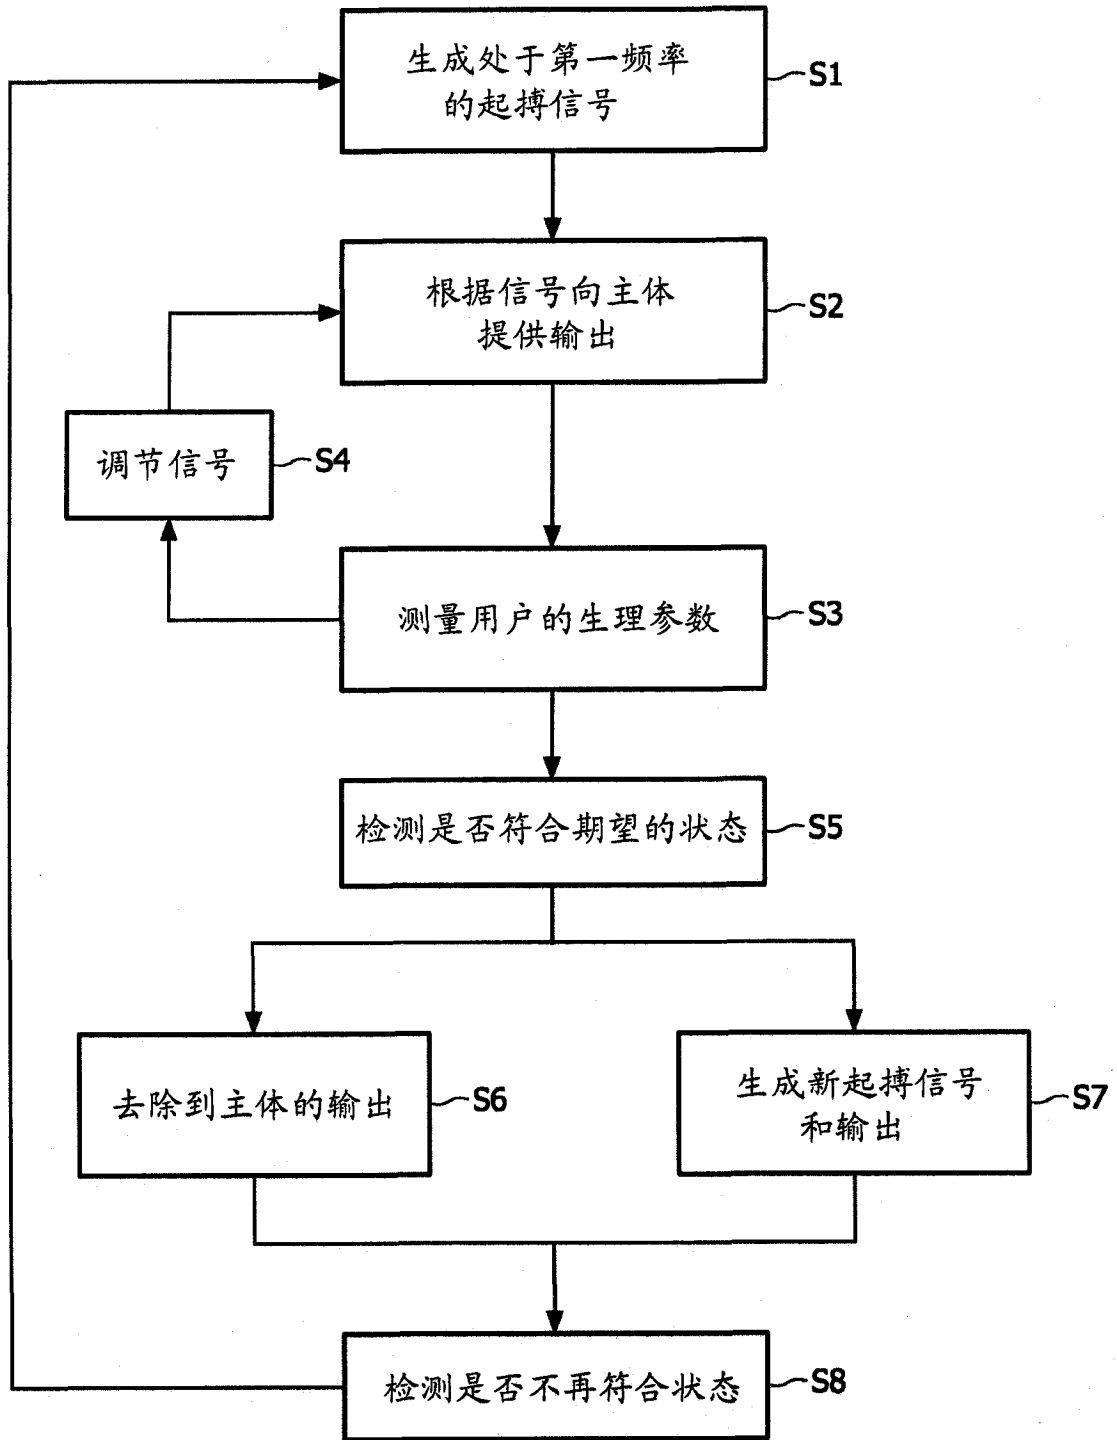 生成处于第一频率
的起搏信号
S1
根据信号向主体
提供输出
S2
调节信号
S4
测量用户的生理参数
S3
检测是否符合期望的状态
S5
去除到主体的输出
S6
生成新起搏信号
和输出
S7
检测是否不再符合状态
S8